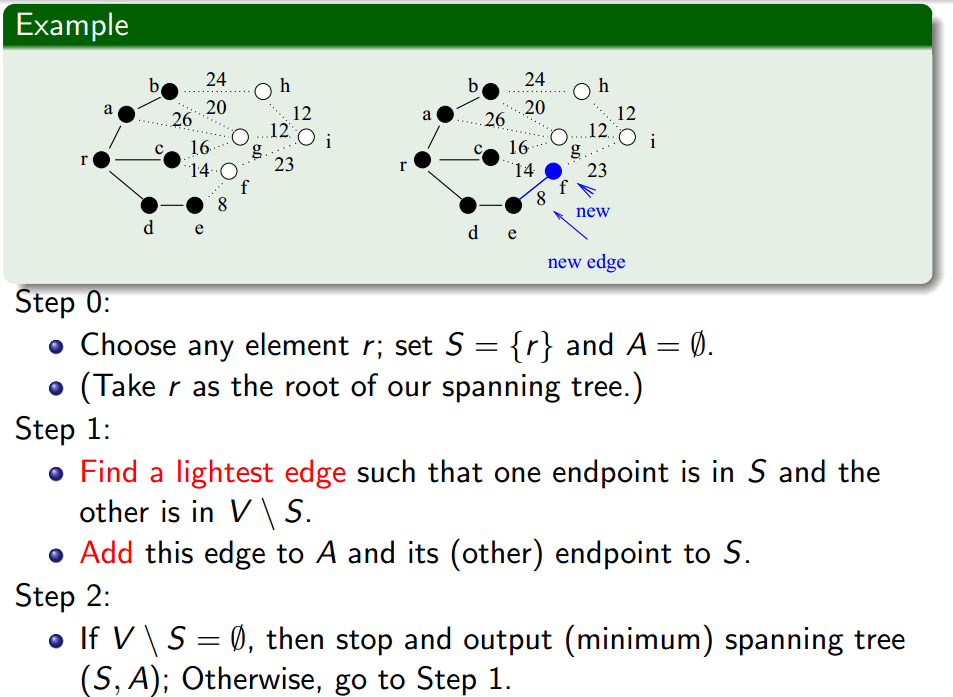 Example
b 24 h
a 20 12
26 12
r c 16 g i
14 23
f
8
d e
b 24 h
a 20 12
26 12
r c 16 g i
14 23
f
8 new
d e
new edge
Step 0:
Choose any element r; set S = {r} and A = ∅.
(Take r as the root of our spanning tree.)
Step 1:
Find a lightest edge such that one endpoint is in S and the
other is in V \ S.
Add this edge to A and its (other) endpoint to S.
Step 2:
If V \ S = ∅, then stop and output (minimum) spanning tree
(S, A); Otherwise, go to Step 1.